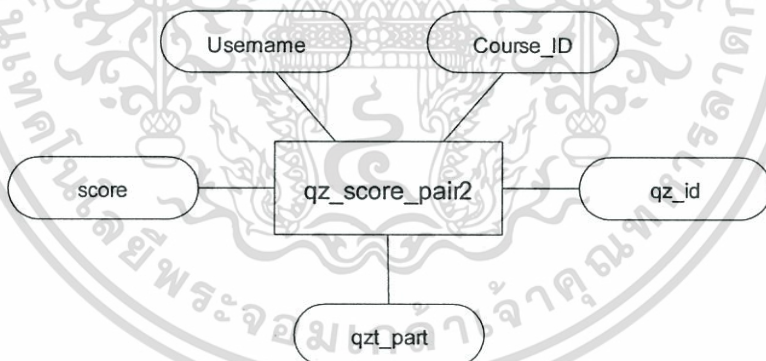 Username
Course_ID
score
qz_score_pair2
qz_id
qzt_part